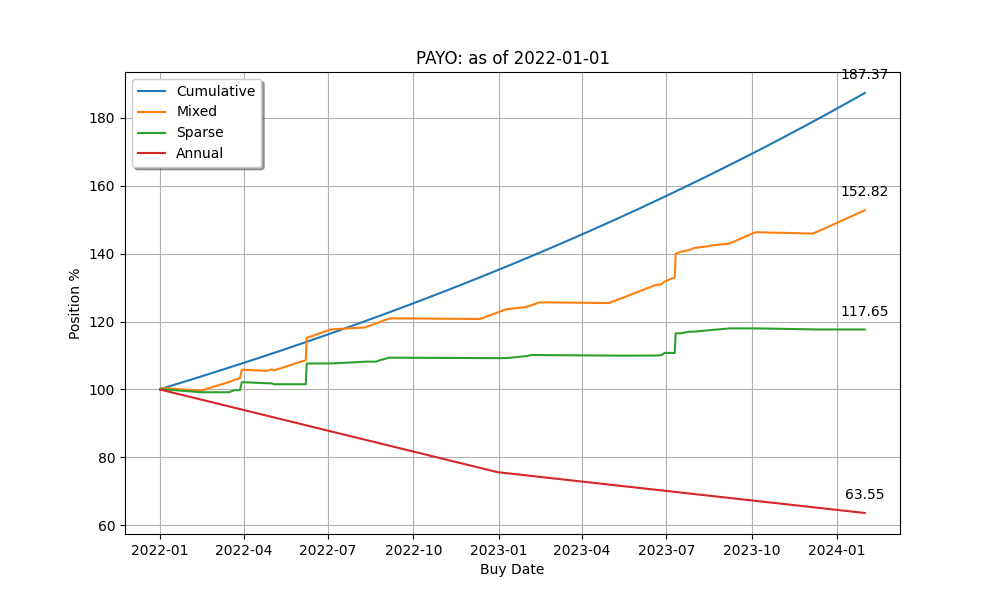 PAYO: as of 2022-01-01
187.37
Cumulative
Mixed
Sparse
Annual
152.82
117.65
63.55
180
160
140
120
100
80
60
Position %
2022-01
2022-04
2022-07
2022-10
2023-01
2023-04
2023-07
2023-10
2024-01
Buy Date